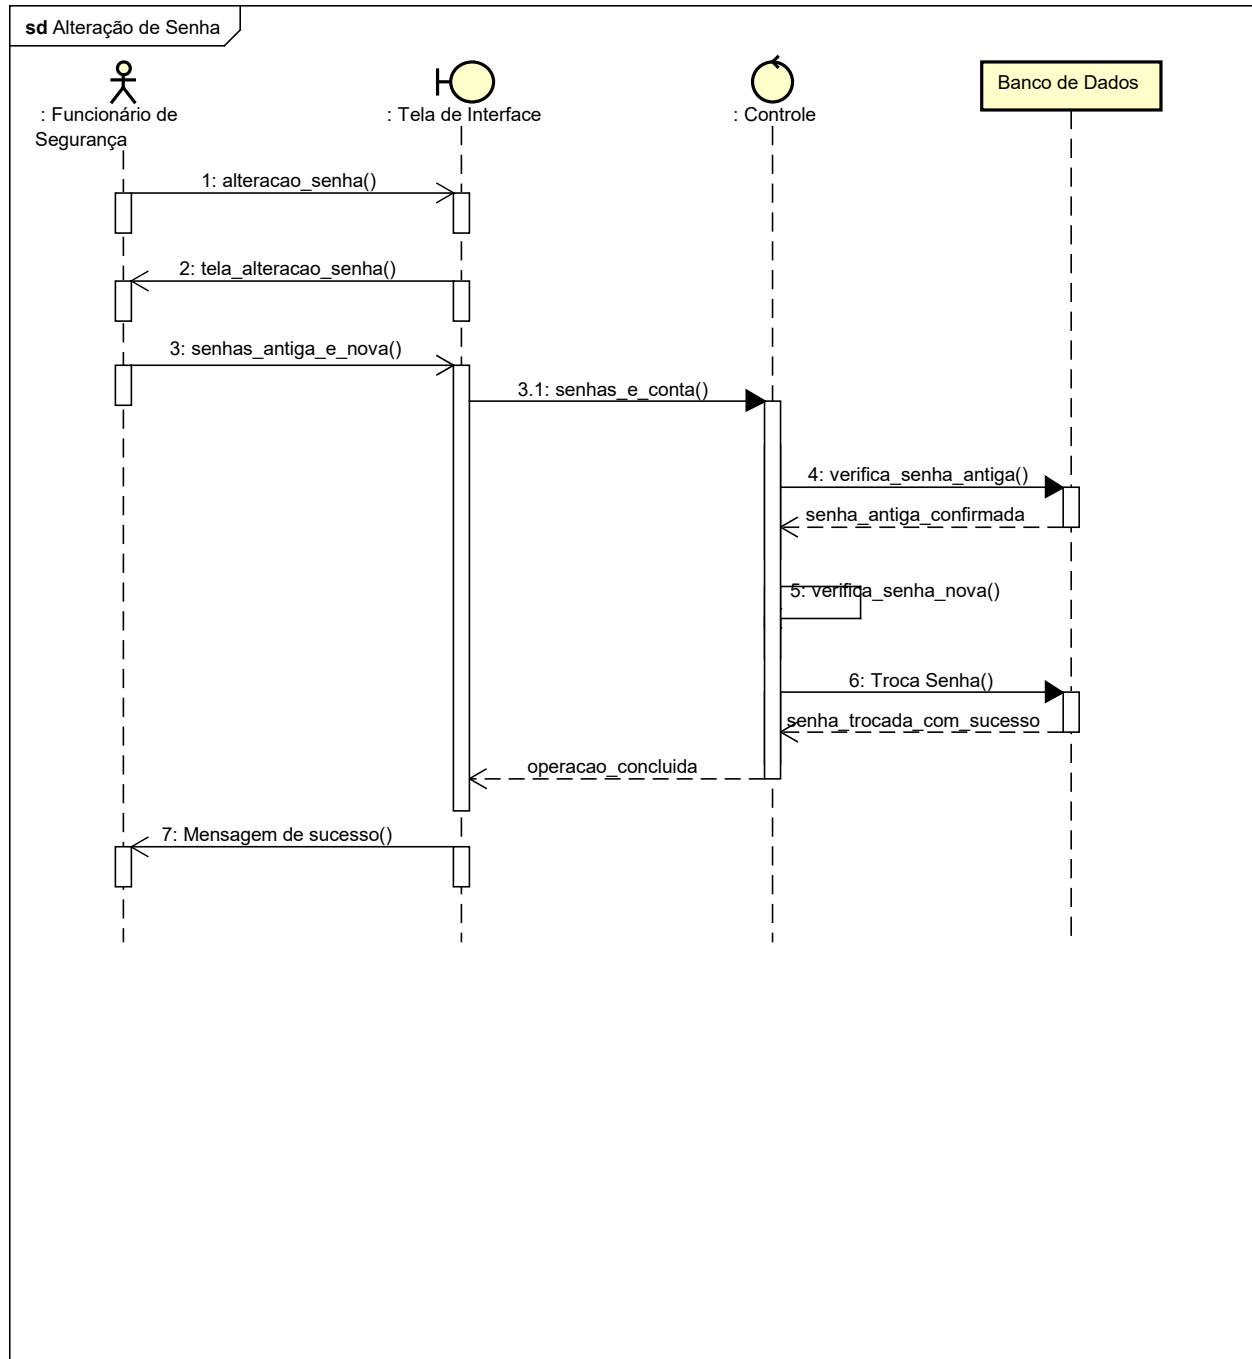 sd Alteração de Senha
: Funcionário de
Segurança
: Tela de Interface
: Controle
Banco de Dados
1: alteracao_senha()
2: tela_alteracao_senha()
3: senhas_antiga_e_nova()
3.1: senhas_e_conta()
4: verifica_senha_antiga()
senha_antiga_confirmada
5: verifica_senha_nova()
6: Troca Senha()
senha_trocada_com_sucesso
operacao_concluida
7: Mensagem de sucesso()